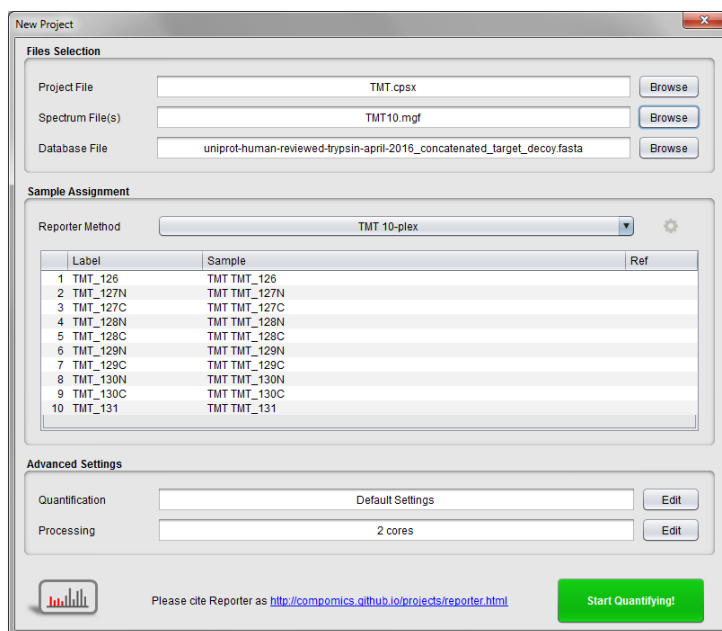 New Project
Files Selection
Project File TMT.cpsx Browse
Spectrum File(s) TMT10.mgf Browse
Database File uniprot-human-reviewed-trypsin-april-2016_concatenated_target_decoy.fasta Browse
Sample Assignment
Reporter Method TMT 10-plex
Label Sample Ref
1 TMT_126 TMT TMT_126
2 TMT_127N TMT TMT_127N
3 TMT_127C TMT TMT_127C
4 TMT_128N TMT TMT_128N
5 TMT_128C TMT TMT_128C
6 TMT_129N TMT TMT_129N
7 TMT_129C TMT TMT_129C
8 TMT_130N TMT TMT_130N
9 TMT_130C TMT TMT_130C
10 TMT_131 TMT TMT_131
Advanced Settings
Quantification Default Settings Edit
Processing 2 cores Edit
Please cite Reporter as http://compomics.github.io/projects/reporter.html Start Quantifying!